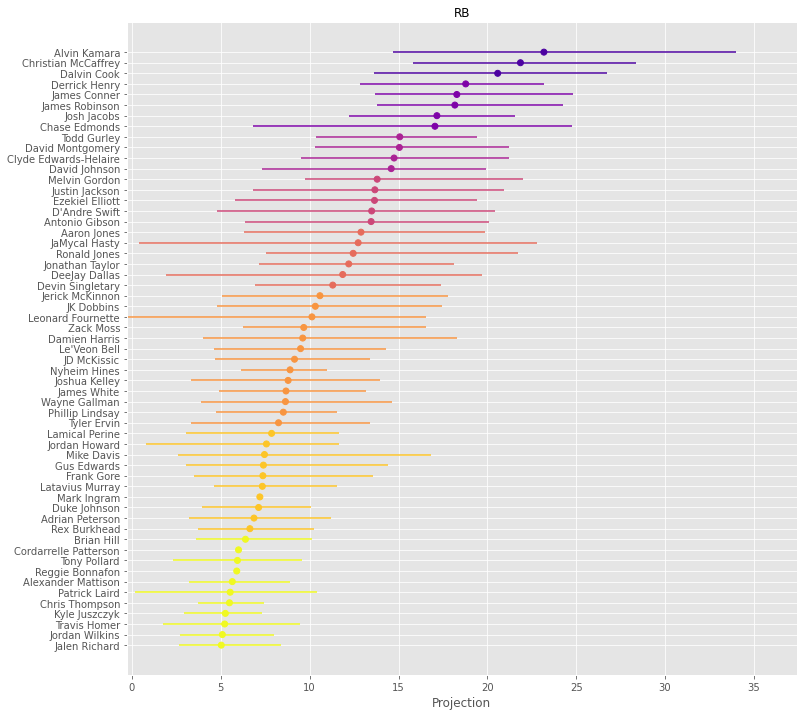 RB
Alvin Kamara
Christian McCaffrey
Dalvin Cook
Derrick Henry
James Conner
James Robinson
Josh Jacobs
Chase Edmonds
Todd Gurley
David Montgomery
Clyde Edwards-Helaire
David Johnson
Melvin Gordon
Justin Jackson
Ezekiel Elliott
D'Andre Swift
Antonio Gibson
Aaron Jones
JaMycal Hasty
Ronald Jones
Jonathan Taylor
DeeJay Dallas
Devin Singletary
Jerick McKinnon
JK Dobbins
Leonard Fournette
Zack Moss
Damien Harris
Le'Veon Bell
JD McKissic
Nyheim Hines
Joshua Kelley
James White
Wayne Gallman
Phillip Lindsay
Tyler Ervin
Lamical Perine
Jordan Howard
Mike Davis
Gus Edwards
Frank Gore
Latavius Murray
Mark Ingram
Duke Johnson
Adrian Peterson
Rex Burkhead
Brian Hill
Cordarrelle Patterson
Tony Pollard
Reggie Bonnafon
Alexander Mattison
Patrick Laird
Chris Thompson
Kyle Juszczyk
Travis Homer
Jordan Wilkins
Jalen Richard
0 5 10 15 20 25 30 35
Projection